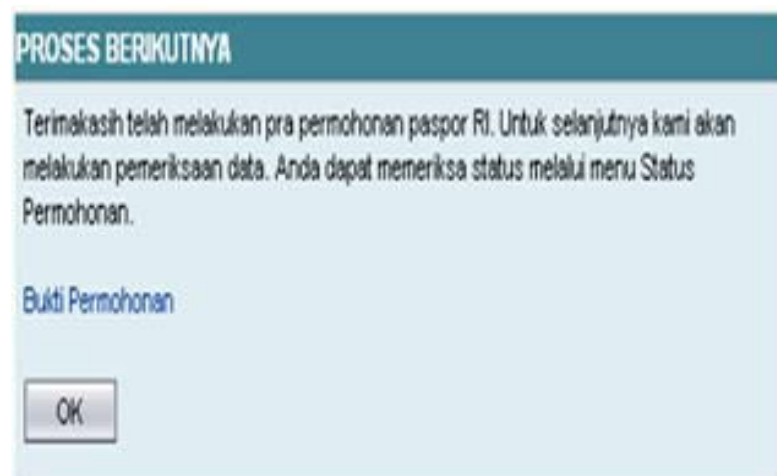 PROSES BERIKUTNYA
Terimakasih telah melakukan pra permohonan paspor RI. Untuk selanjutnya kami akan
melakukan pemeriksaan data. Anda dapat memeriksa status melalui menu Status
Permohonan.
Bukti Permohonan
OK